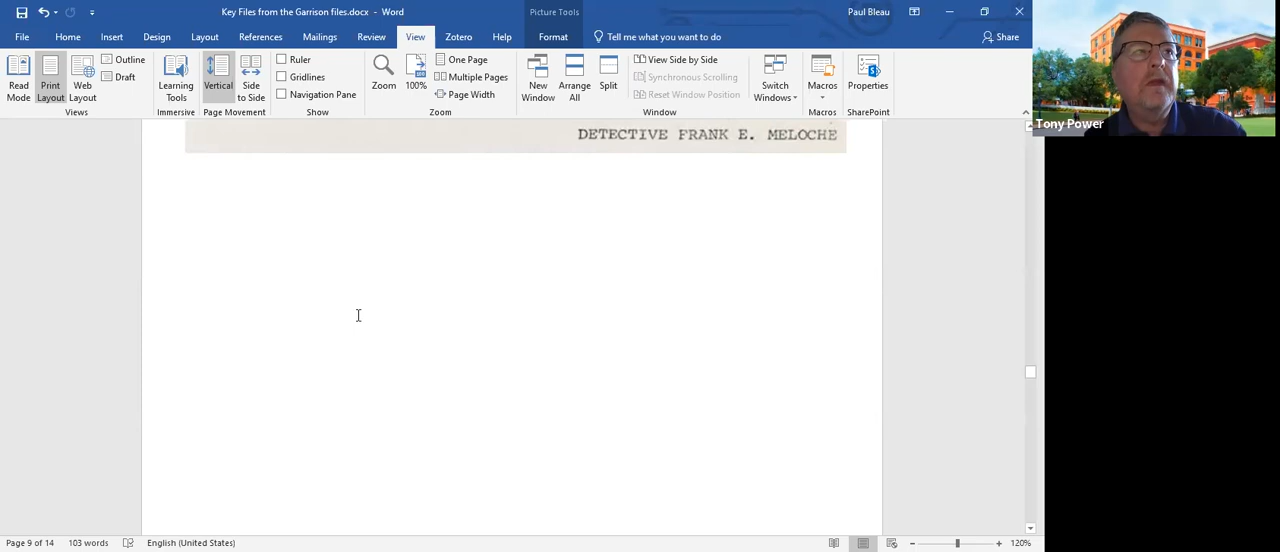 Key Files from the Garrison files.docx - Word
Picture Tools
Paul Bleau
File Home Insert Design Layout References Mailings Review View Zotero Help Format Tell me what you want to do Share
Read Mode
Print Layout
Web Layout
Outline
Draft
Views
Learning Tools
Immersive
Vertical
Side to Side
Page Movement
Ruler
Gridlines
Navigation Pane
Show
Zoom
100
100%
One Page
Multiple Pages
Page Width
Zoom
New Window
Arrange All
Split
View Side by Side
Synchronous Scrolling
Reset Window Position
Switch Windows
Window
Macros
Macros
Properties
SharePoint
Tony Power
DETECTIVE FRANK E. MELOCHE
Page 9 of 14 103 words English (United States) 120%